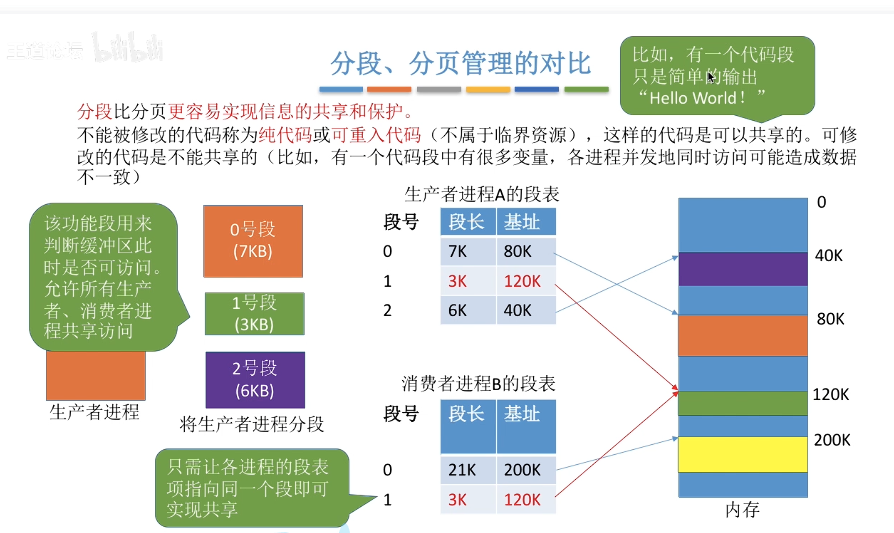 王道论坛 bilibili
分段、分页管理的对比
比如，有一个代码段
只是简单的输出
“Hello World！”
分段比分页更容易实现信息的共享和保护。
不能被修改的代码称为纯代码或可重入代码（不属于临界资源），这样的代码是可以共享的。可修
改的代码是不能共享的（比如，有一个代码段中有很多变量，各进程并发地同时访问可能造成数据
不一致）
该功能段用来
判断缓冲区此
时是否可访问。
允许所有生产
者、消费者进
程共享访问
生产者进程
0号段
(7KB)
1号段
(3KB)
2号段
(6KB)
将生产者进程分段
生产者进程A的段表
段号 段长 基址
0 7K 80K
1 3K 120K
2 6K 40K
消费者进程B的段表
段号 段长 基址
0 21K 200K
1 3K 120K
只需让各进程的段表
项指向同一个段即可
实现共享
0
40K
80K
120K
200K
内存